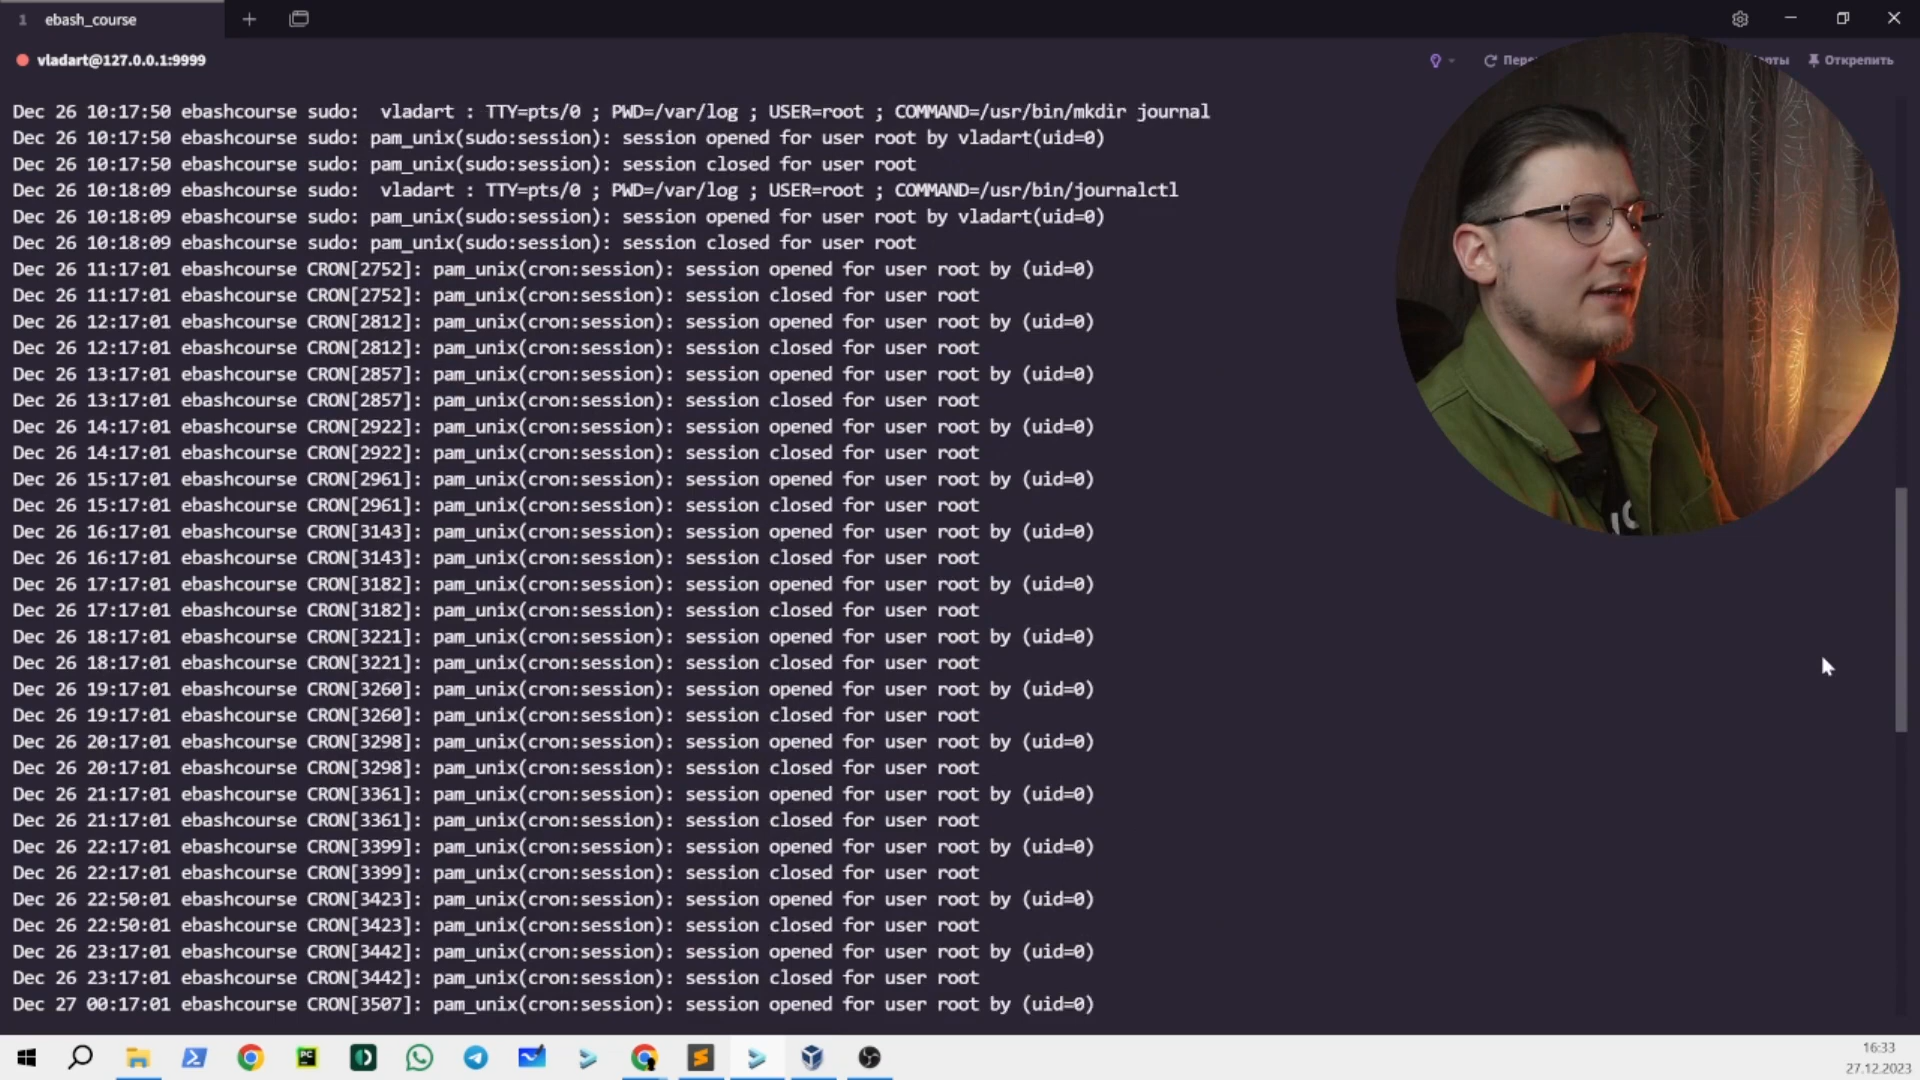 1 ebash_course
vladart@127.0.0.1:9999
Открепить
Dec 26 10:17:50 ebashcourse sudo:  vladart : TTY=pts/0 ; PWD=/var/log ; USER=root ; COMMAND=/usr/bin/mkdir journal
Dec 26 10:17:50 ebashcourse sudo: pam_unix(sudo:session): session opened for user root by vladart(uid=0)
Dec 26 10:17:50 ebashcourse sudo: pam_unix(sudo:session): session closed for user root
Dec 26 10:18:09 ebashcourse sudo:  vladart : TTY=pts/0 ; PWD=/var/log ; USER=root ; COMMAND=/usr/bin/journalctl
Dec 26 10:18:09 ebashcourse sudo: pam_unix(sudo:session): session opened for user root by vladart(uid=0)
Dec 26 10:18:09 ebashcourse sudo: pam_unix(sudo:session): session closed for user root
Dec 26 11:17:01 ebashcourse CRON[2752]: pam_unix(cron:session): session opened for user root by (uid=0)
Dec 26 11:17:01 ebashcourse CRON[2752]: pam_unix(cron:session): session closed for user root
Dec 26 12:17:01 ebashcourse CRON[2812]: pam_unix(cron:session): session opened for user root by (uid=0)
Dec 26 12:17:01 ebashcourse CRON[2812]: pam_unix(cron:session): session closed for user root
Dec 26 13:17:01 ebashcourse CRON[2857]: pam_unix(cron:session): session opened for user root by (uid=0)
Dec 26 13:17:01 ebashcourse CRON[2857]: pam_unix(cron:session): session closed for user root
Dec 26 14:17:01 ebashcourse CRON[2922]: pam_unix(cron:session): session opened for user root by (uid=0)
Dec 26 14:17:01 ebashcourse CRON[2922]: pam_unix(cron:session): session closed for user root
Dec 26 15:17:01 ebashcourse CRON[2961]: pam_unix(cron:session): session opened for user root by (uid=0)
Dec 26 15:17:01 ebashcourse CRON[2961]: pam_unix(cron:session): session closed for user root
Dec 26 16:17:01 ebashcourse CRON[3143]: pam_unix(cron:session): session opened for user root by (uid=0)
Dec 26 16:17:01 ebashcourse CRON[3143]: pam_unix(cron:session): session closed for user root
Dec 26 17:17:01 ebashcourse CRON[3182]: pam_unix(cron:session): session opened for user root by (uid=0)
Dec 26 17:17:01 ebashcourse CRON[3182]: pam_unix(cron:session): session closed for user root
Dec 26 18:17:01 ebashcourse CRON[3221]: pam_unix(cron:session): session opened for user root by (uid=0)
Dec 26 18:17:01 ebashcourse CRON[3221]: pam_unix(cron:session): session closed for user root
Dec 26 19:17:01 ebashcourse CRON[3260]: pam_unix(cron:session): session opened for user root by (uid=0)
Dec 26 19:17:01 ebashcourse CRON[3260]: pam_unix(cron:session): session closed for user root
Dec 26 20:17:01 ebashcourse CRON[3298]: pam_unix(cron:session): session opened for user root by (uid=0)
Dec 26 20:17:01 ebashcourse CRON[3298]: pam_unix(cron:session): session closed for user root
Dec 26 21:17:01 ebashcourse CRON[3361]: pam_unix(cron:session): session opened for user root by (uid=0)
Dec 26 21:17:01 ebashcourse CRON[3361]: pam_unix(cron:session): session closed for user root
Dec 26 22:17:01 ebashcourse CRON[3399]: pam_unix(cron:session): session opened for user root by (uid=0)
Dec 26 22:17:01 ebashcourse CRON[3399]: pam_unix(cron:session): session closed for user root
Dec 26 22:50:01 ebashcourse CRON[3423]: pam_unix(cron:session): session opened for user root by (uid=0)
Dec 26 22:50:01 ebashcourse CRON[3423]: pam_unix(cron:session): session closed for user root
Dec 26 23:17:01 ebashcourse CRON[3442]: pam_unix(cron:session): session opened for user root by (uid=0)
Dec 26 23:17:01 ebashcourse CRON[3442]: pam_unix(cron:session): session closed for user root
Dec 27 00:17:01 ebashcourse CRON[3507]: pam_unix(cron:session): session opened for user root by (uid=0)
16:33
27.12.2023